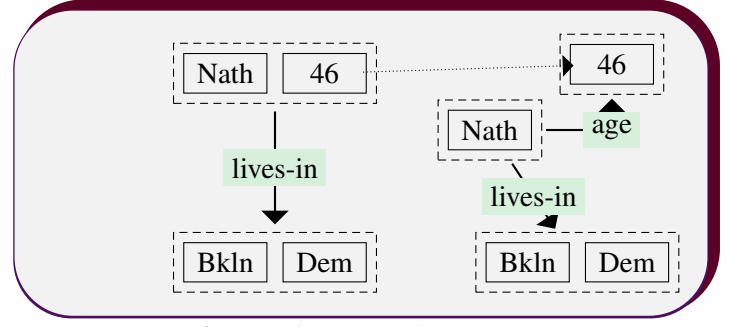 Nath 46
lives-in
Bkln Dem
46
Nath
age
lives-in
Bkln Dem